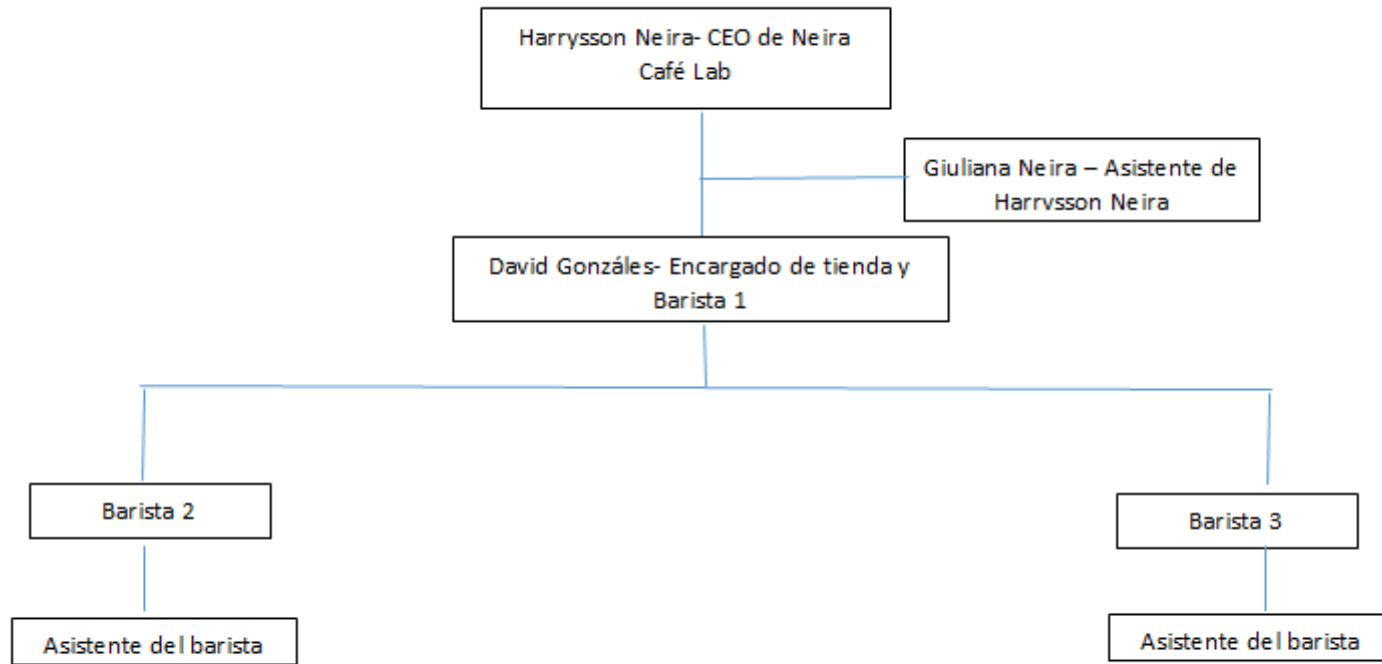 Harrysson Neira- CEO de Neira
Café Lab
Giuliana Neira – Asistente de
Harrysson Neira
David Gonzáles- Encargado de tienda y
Barista 1
Barista 2
Barista 3
Asistente del barista
Asistente del barista